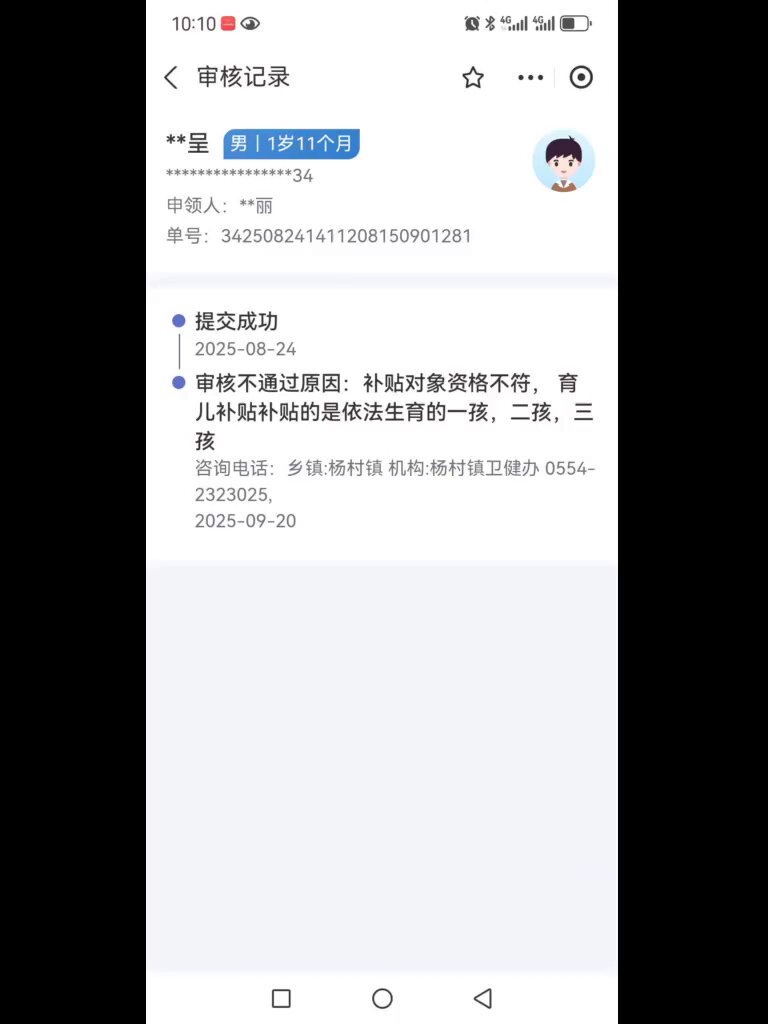 10:10
4G 4G
审核记录
**呈 男 | 1岁11个月
****************34
申领人：**丽
单号：342508241411208150901281
提交成功
2025-08-24
审核不通过原因：补贴对象资格不符， 育
儿补贴补贴的是依法生育的一孩，二孩，三
孩
咨询电话：乡镇:杨村镇 机构:杨村镇卫健办 0554-
2323025,
2025-09-20